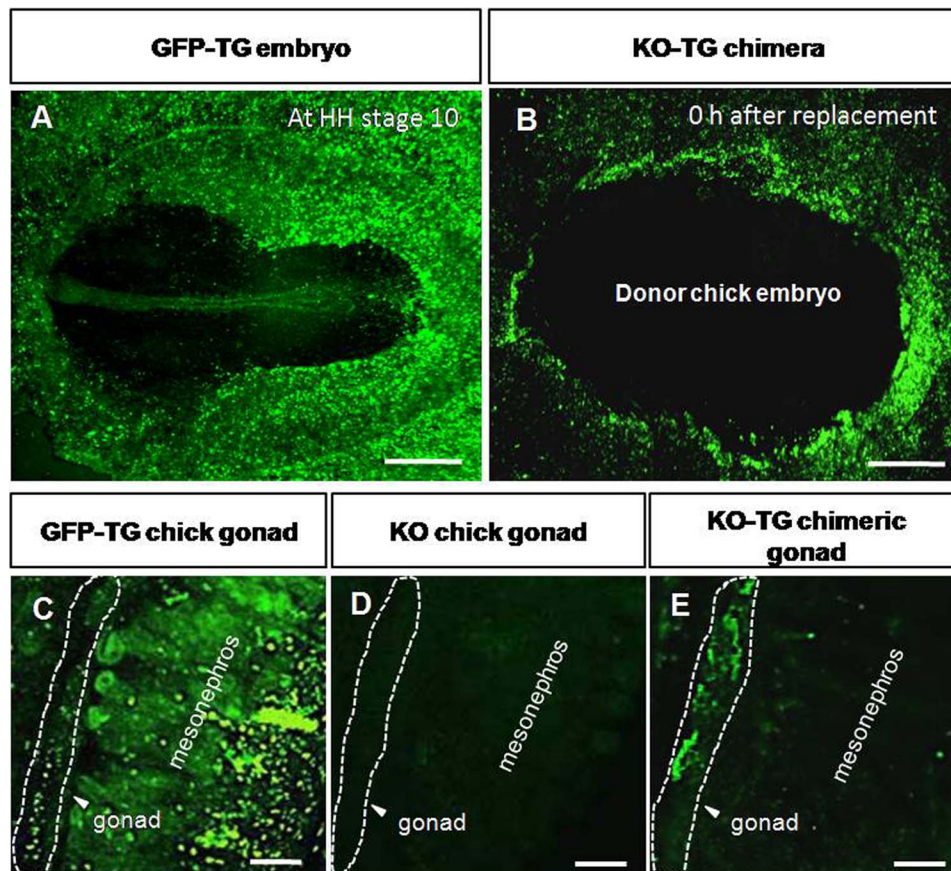 GFP-TG embryo
KO-TG chimera
A
At HH stage 10
B
0 h after replacement
Donor chick embryo
GFP-TG chick gonad
KO chick gonad
KO-TG chimeric
gonad
C
mesonephros
gonad
D
mesonephros
gonad
E
mesonephros
gonad